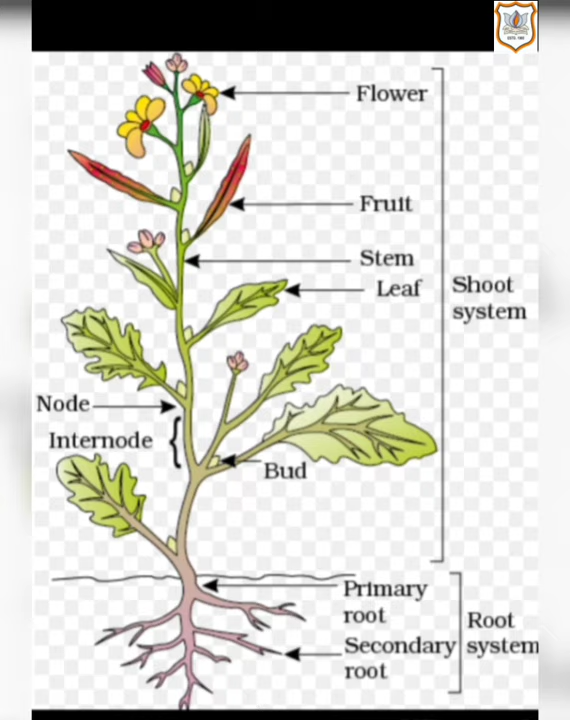 Flower
Fruit
Stem
Leaf
Shoot
system
Node
Internode
Bud
Primary
root
Secondary
root
Root
system